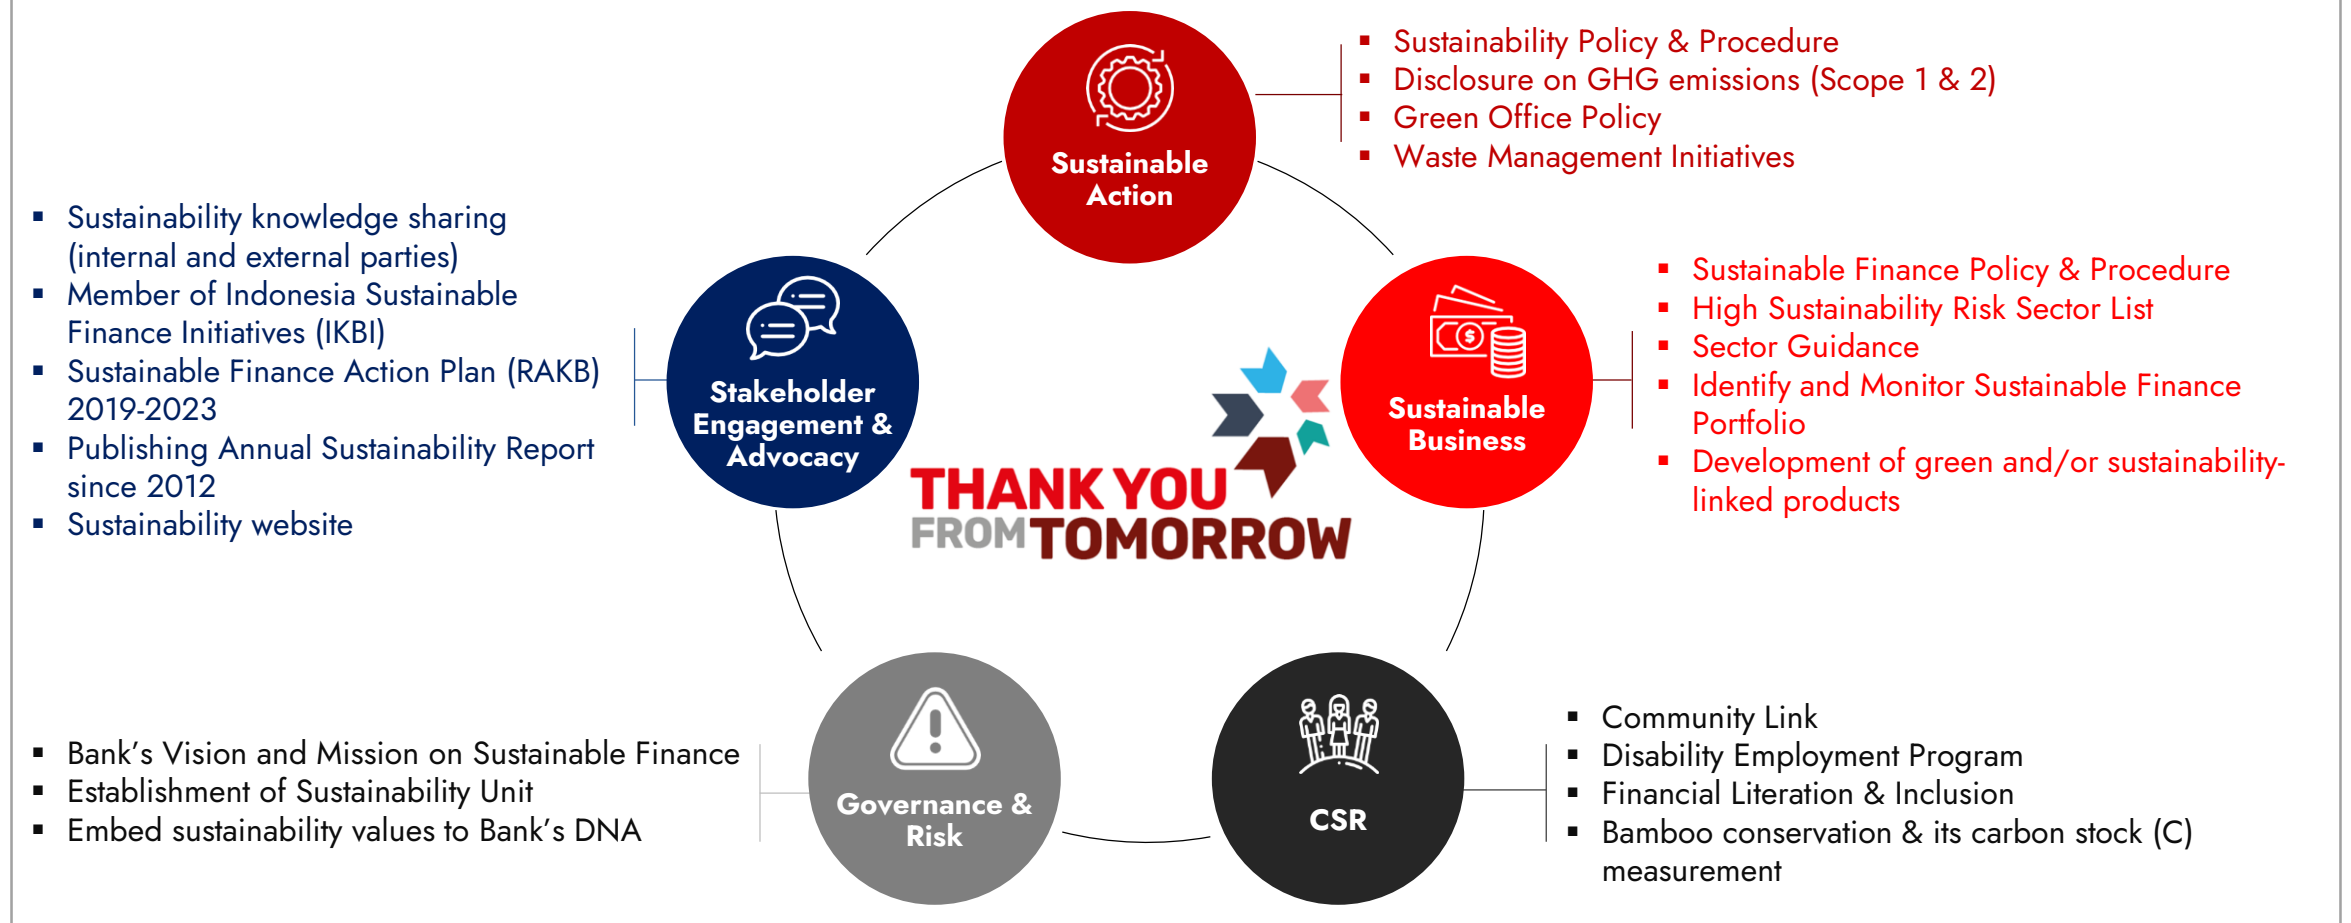 Sustainable
Action
▪ Sustainability Policy & Procedure
▪ Disclosure on GHG emissions (Scope 1 & 2)
▪ Green Office Policy
▪ Waste Management Initiatives
Sustainable
Business
▪ Sustainable Finance Policy & Procedure
▪ High Sustainability Risk Sector List
▪ Sector Guidance
▪ Identify and Monitor Sustainable Finance
Portfolio
▪ Development of green and/or sustainability-
linked products
CSR
▪ Community Link
▪ Disability Employment Program
▪ Financial Literation & Inclusion
▪ Bamboo conservation & its carbon stock (C)
measurement
Governance &
Risk
▪ Bank’s Vision and Mission on Sustainable Finance
▪ Establishment of Sustainability Unit
▪ Embed sustainability values to Bank’s DNA
Stakeholder
Engagement &
Advocacy
▪ Sustainability knowledge sharing
(internal and external parties)
▪ Member of Indonesia Sustainable
Finance Initiatives (IKBI)
▪ Sustainable Finance Action Plan (RAKB)
2019-2023
▪ Publishing Annual Sustainability Report
since 2012
▪ Sustainability website
THANK YOU
FROM TOMORROW